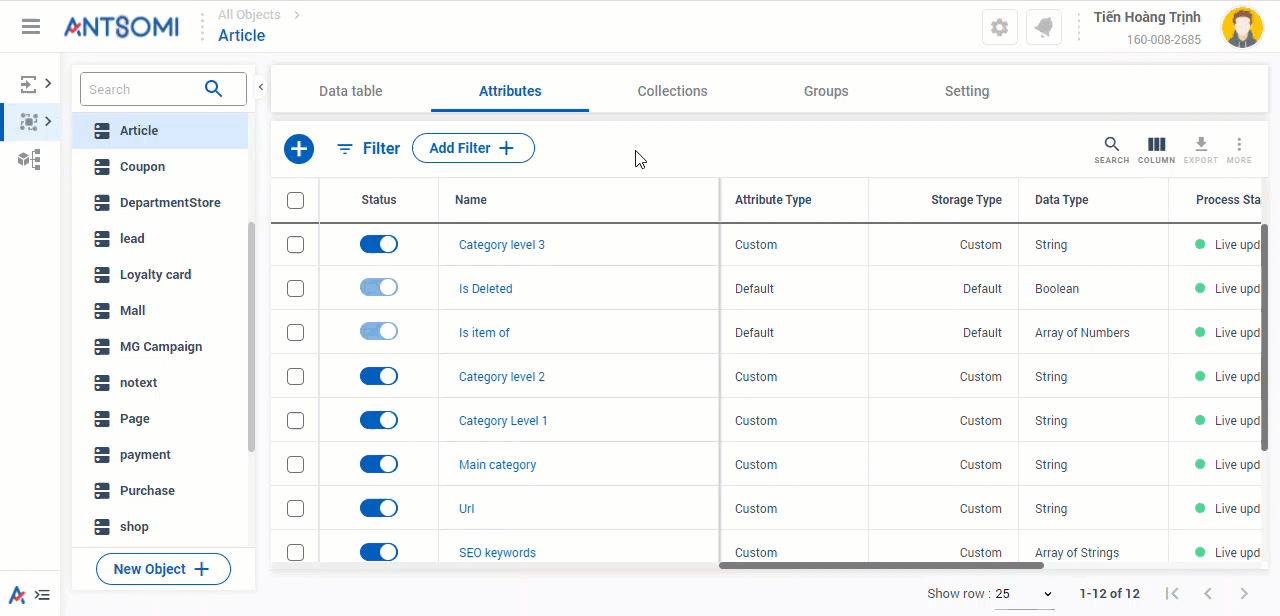 ANTSOMI
All Objects
Article
Tiến Hoàng Trịnh
160-008-2685
Search
Article
Coupon
DepartmentStore
lead
Loyalty card
Mall
MG Campaign
notext
Page
payment
Purchase
shop
New Object
Data table Attributes Collections Groups Setting
Filter Add Filter
SEARCH COLUMN EXPORT MORE
Status Name Attribute Type Storage Type Data Type Process Sta
Category level 3 Custom Custom String Live upd
Is Deleted Default Default Boolean Live upd
Is item of Default Default Array of Numbers Live upd
Category level 2 Custom Custom String Live upd
Category Level 1 Custom Custom String Live upd
Main category Custom Custom String Live upd
Url Custom Custom String Live upd
SEO keywords Custom Custom Array of Strings Live upd
Show row : 25 1-12 of 12